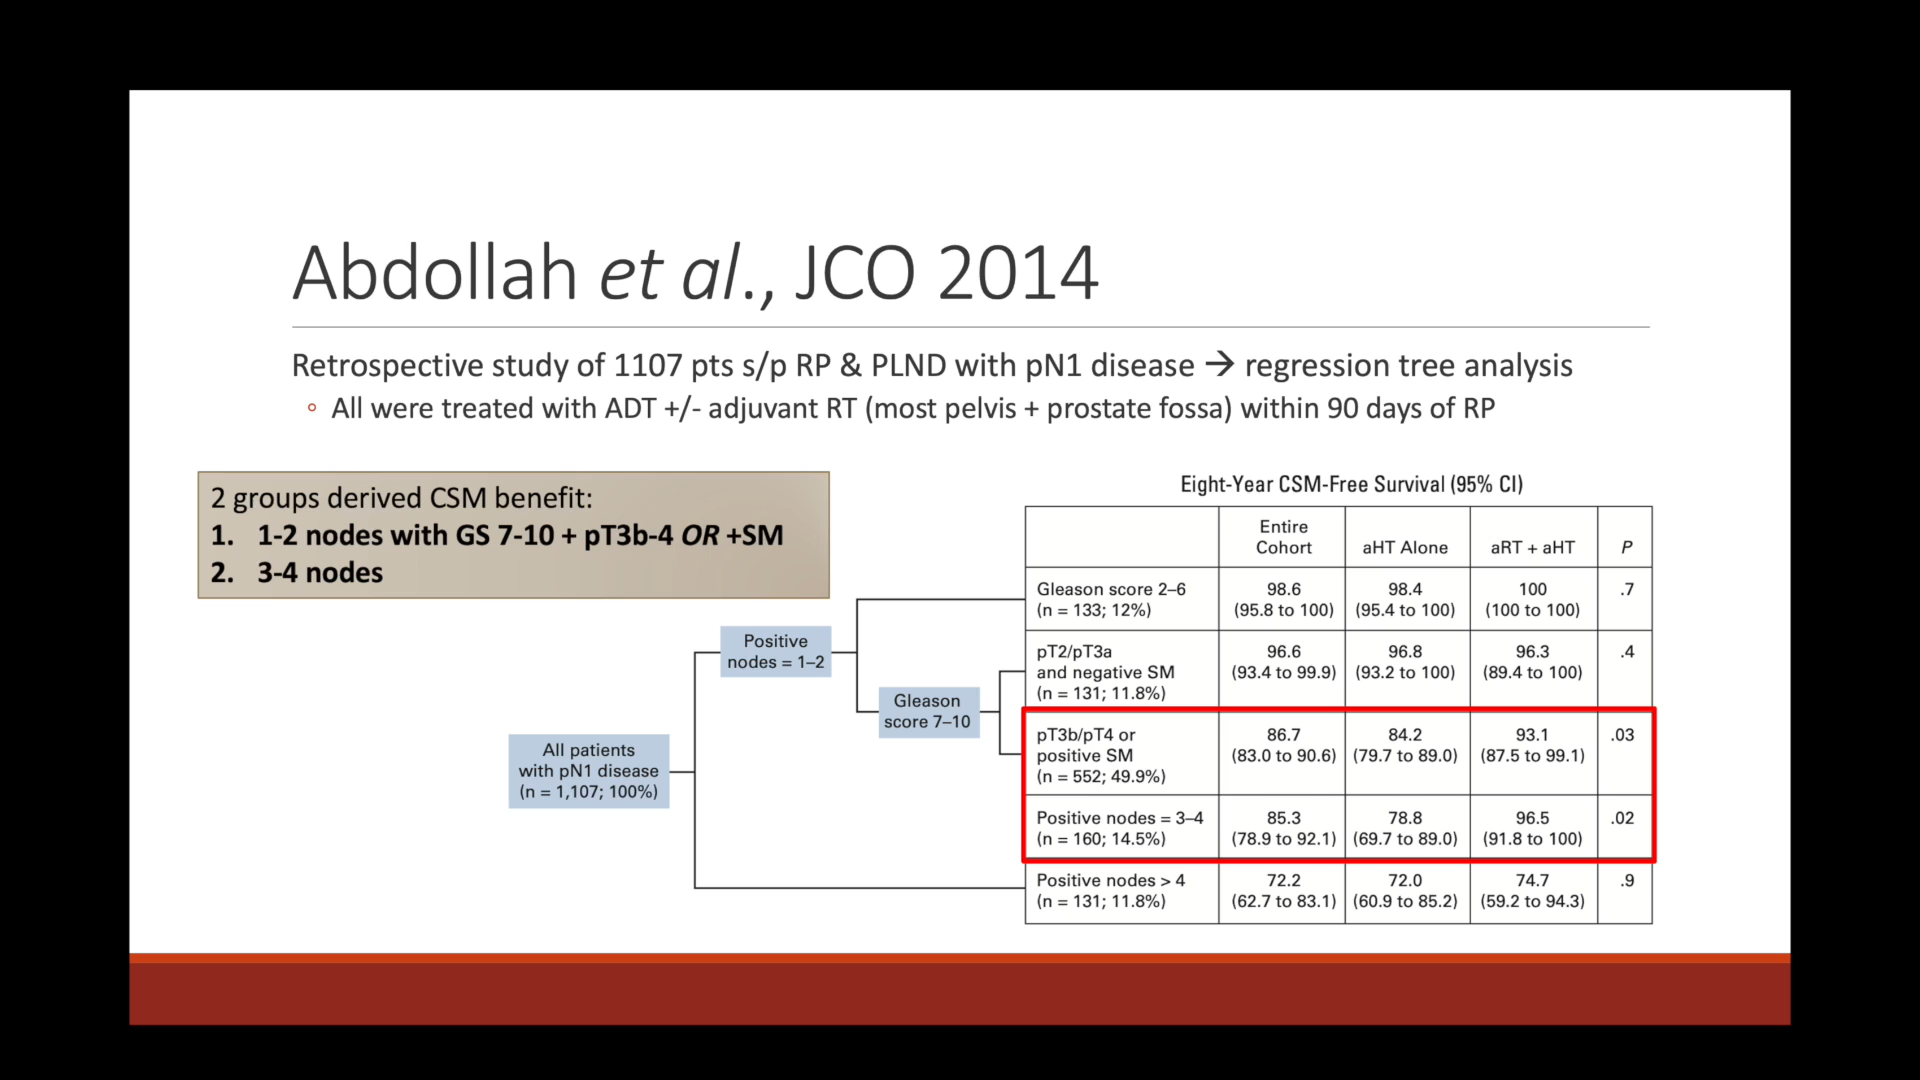 Abdollah et al., JCO 2014
Retrospective study of 1107 pts s/p RP & PLND with pN1 disease → regression tree analysis
◦ All were treated with ADT +/- adjuvant RT (most pelvis + prostate fossa) within 90 days of RP
2 groups derived CSM benefit:
1. 1-2 nodes with GS 7-10 + pT3b-4 OR +SM
2. 3-4 nodes
All patients
with pN1 disease
(n = 1,107; 100%)
Positive
nodes = 1–2
Gleason
score 7–10
Eight-Year CSM-Free Survival (95% CI)
Entire
Cohort
aHT Alone
aRT + aHT
P
Gleason score 2–6 98.6 98.4 100 .7
(n = 133; 12%) (95.8 to 100) (95.4 to 100) (100 to 100)
pT2/pT3a 96.6 96.8 96.3 .4
and negative SM (93.4 to 99.9) (93.2 to 100) (89.4 to 100)
(n = 131; 11.8%)
pT3b/pT4 or 86.7 84.2 93.1 .03
positive SM (83.0 to 90.6) (79.7 to 89.0) (87.5 to 99.1)
(n = 552; 49.9%)
Positive nodes = 3–4 85.3 78.8 96.5 .02
(n = 160; 14.5%) (78.9 to 92.1) (69.7 to 89.0) (91.8 to 100)
Positive nodes > 4 72.2 72.0 74.7 .9
(n = 131; 11.8%) (62.7 to 83.1) (60.9 to 85.2) (59.2 to 94.3)